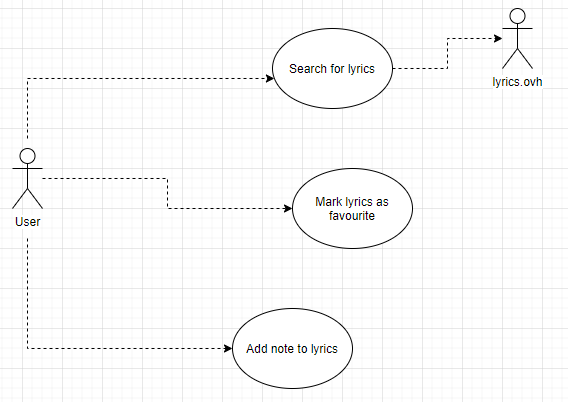 Search for lyrics
lyrics.ovh
Mark lyrics as
favourite
User
Add note to lyrics